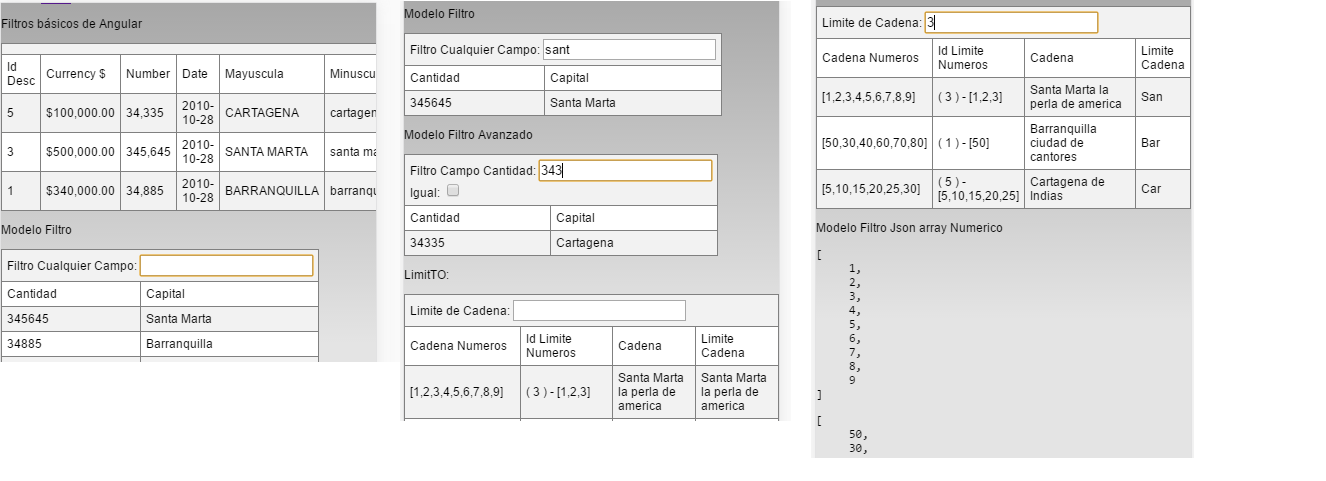 Filtros básicos de Angular
Id Desc Currency $ Number Date Mayuscula Minuscu
5 $100,000.00 34,335 2010-10-28 CARTAGENA cartagen
3 $500,000.00 345,645 2010-10-28 SANTA MARTA santa ma
1 $340,000.00 34,885 2010-10-28 BARRANQUILLA barranqu
Modelo Filtro
Filtro Cualquier Campo:
Cantidad Capital
345645 Santa Marta
34885 Barranquilla
Modelo Filtro
Filtro Cualquier Campo: sant
Cantidad Capital
345645 Santa Marta
Modelo Filtro Avanzado
Filtro Campo Cantidad: 343
Igual:
Cantidad Capital
34335 Cartagena
LimitTO:
Limite de Cadena:
Cadena Numeros Id Limite Numeros Cadena Limite Cadena
[1,2,3,4,5,6,7,8,9] ( 3 ) - [1,2,3] Santa Marta la perla de america Santa Marta la perla de america
Limite de Cadena: 3
Cadena Numeros Id Limite Numeros Cadena Limite Cadena
[1,2,3,4,5,6,7,8,9] ( 3 ) - [1,2,3] Santa Marta la perla de america San
[50,30,40,60,70,80] ( 1 ) - [50] Barranquilla ciudad de cantores Bar
[5,10,15,20,25,30] ( 5 ) - [5,10,15,20,25] Cartagena de Indias Car
Modelo Filtro Json array Numerico
[
1,
2,
3,
4,
5,
6,
7,
8,
9
]
[
50,
30,